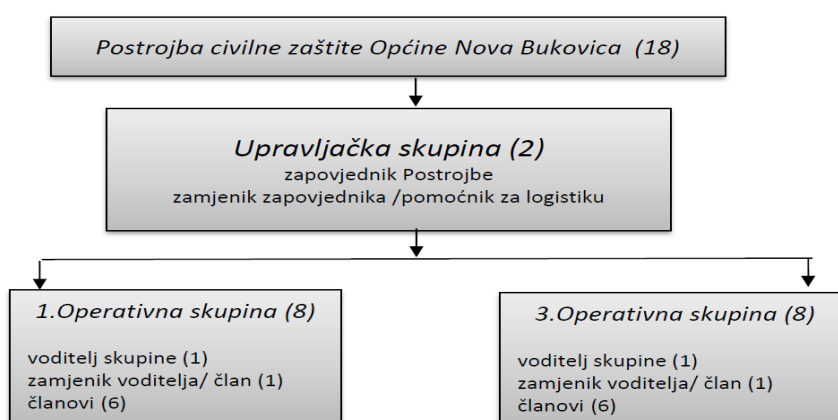 Postrojba civilne zaštite Općine Nova Bukovica (18)
Upravljačka skupina (2)
zapovjednik Postrojbe
zamjenik zapovjednika /pomoćnik za logistiku
1.Operativna skupina (8)
voditelj skupine (1)
zamjenik voditelja/ član (1)
članovi (6)
3.Operativna skupina (8)
voditelj skupine (1)
zamjenik voditelja/ član (1)
članovi (6)